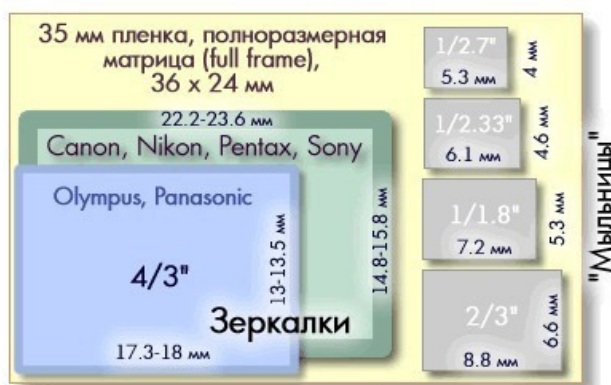 35 мм пленка, полноразмерная
матрица (full frame),
36 x 24 мм
22.2-23.6 мм
Canon, Nikon, Pentax, Sony
14.8-15.8 мм
Olympus, Panasonic
4/3"
13-13.5 мм
17.3-18 мм
Зеркалки
1/2.7"
5.3 мм
4 мм
1/2.33"
6.1 мм
4.6 мм
1/1.8"
7.2 мм
5.3 мм
2/3"
8.8 мм
6.6 мм
"Мыльницы"